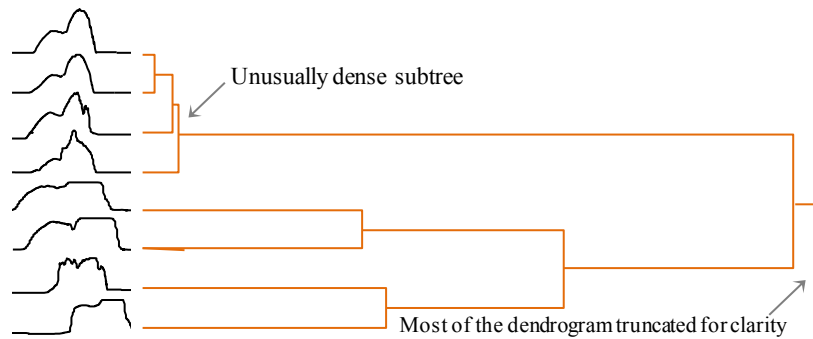 Unusually dense subtree
Most of the dendrogram truncated for clarity